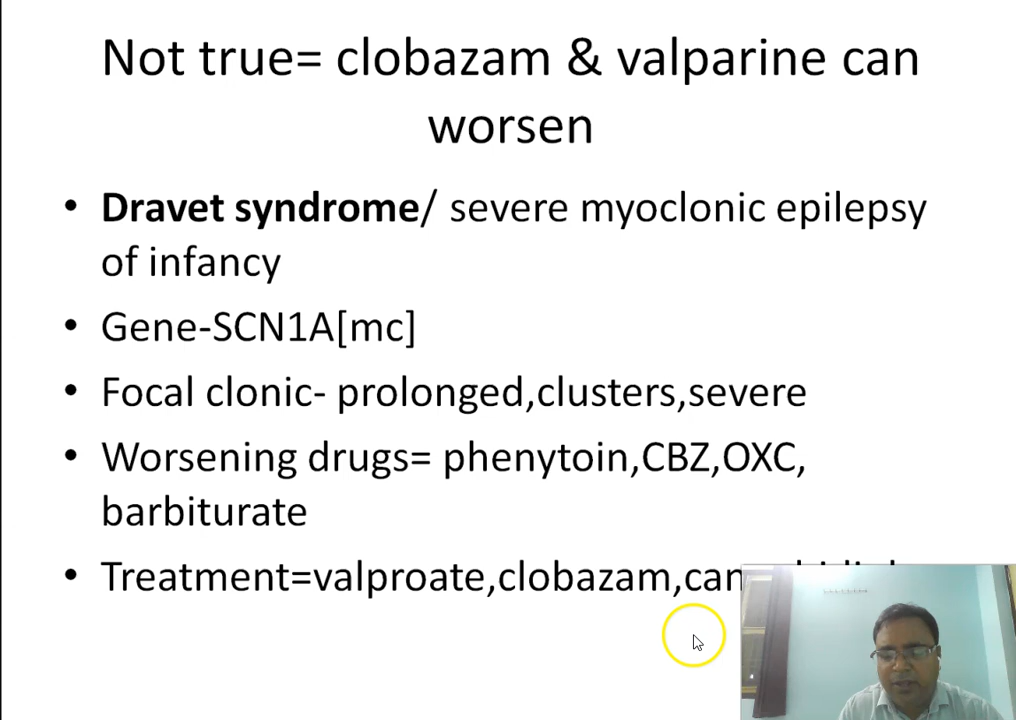 Not true= clobazam & valparine can
worsen
• Dravet syndrome/ severe myoclonic epilepsy
of infancy
• Gene-SCN1A[mc]
• Focal clonic- prolonged,clusters,severe
• Worsening drugs= phenytoin,CBZ,OXC,
barbiturate
• Treatment=valproate,clobazam,